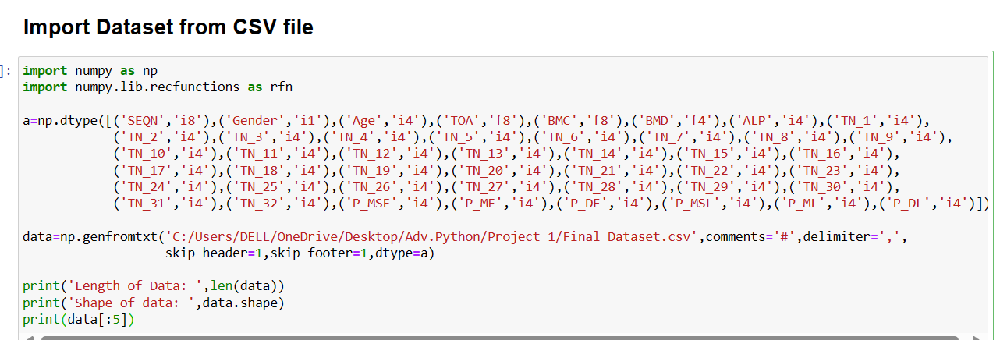 Import Dataset from CSV file
]: import numpy as np
import numpy.lib.recfunctions as rfn
a=np.dtype([('SEQN','i8'),('Gender','i1'),('Age','i4'),('TOA','f8'),('BMC','f8'),('BMD','f4'),('ALP','i4'),('TN_1','i4'),
('TN_2','i4'),('TN_3','i4'),('TN_4','i4'),('TN_5','i4'),('TN_6','i4'),('TN_7','i4'),('TN_8','i4'),('TN_9','i4'),
('TN_10','i4'),('TN_11','i4'),('TN_12','i4'),('TN_13','i4'),('TN_14','i4'),('TN_15','i4'),('TN_16','i4'),
('TN_17','i4'),('TN_18','i4'),('TN_19','i4'),('TN_20','i4'),('TN_21','i4'),('TN_22','i4'),('TN_23','i4'),
('TN_24','i4'),('TN_25','i4'),('TN_26','i4'),('TN_27','i4'),('TN_28','i4'),('TN_29','i4'),('TN_30','i4'),
('TN_31','i4'),('TN_32','i4'),('P_MSF','i4'),('P_MF','i4'),('P_DF','i4'),('P_MSL','i4'),('P_ML','i4'),('P_DL','i4')])
data=np.genfromtxt('C:/Users/DELL/OneDrive/Desktop/Adv.Python/Project 1/Final Dataset.csv',comments='#',delimiter=',',
skip_header=1,skip_footer=1,dtype=a)
print('Length of Data: ',len(data))
print('Shape of data: ',data.shape)
print(data[:5])